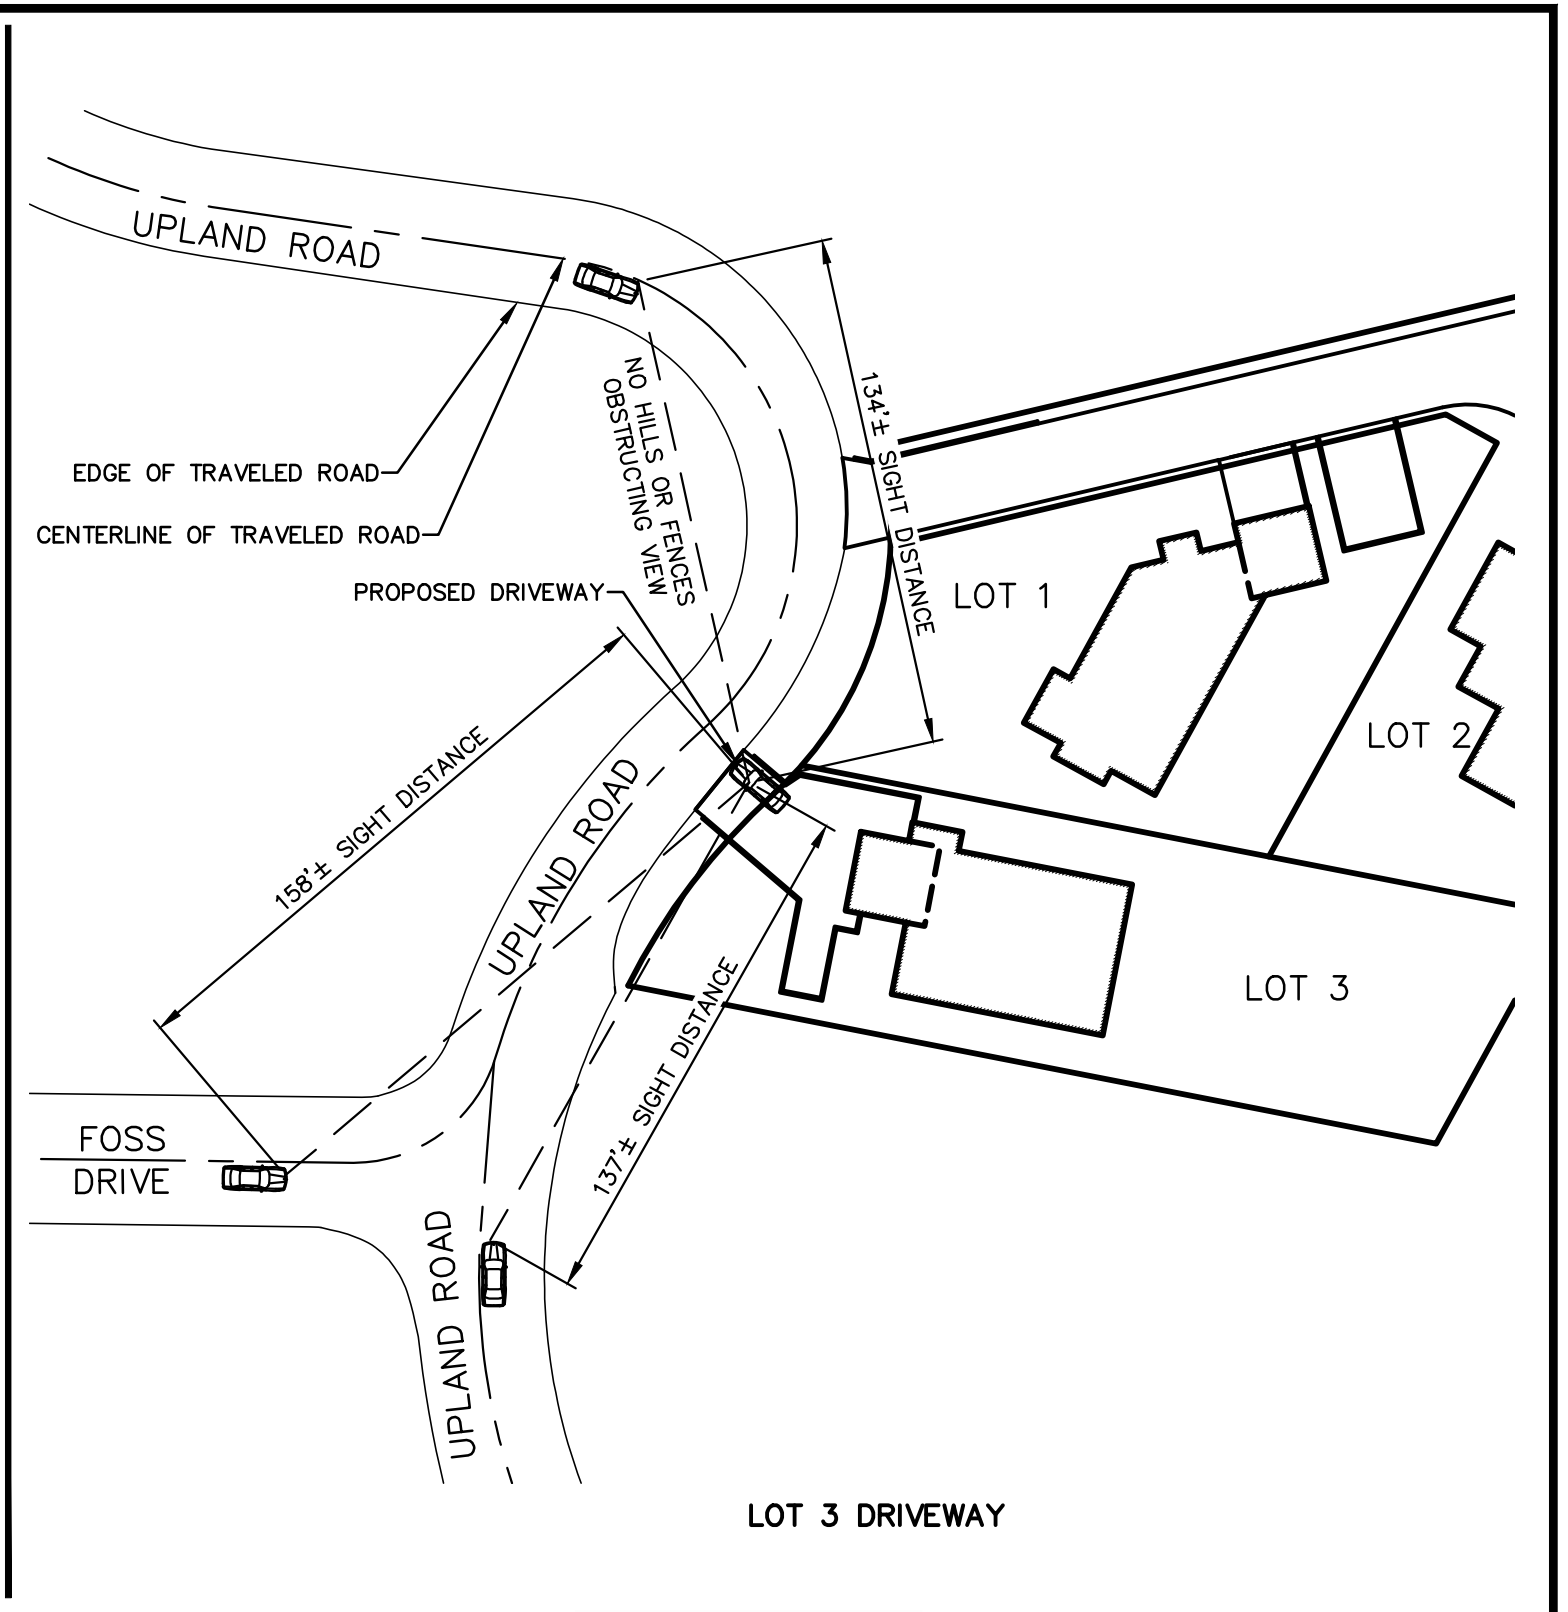 UPLAND ROAD
134'± SIGHT DISTANCE
NO HILLS OR FENCES
OBSTRUCTING VIEW
EDGE OF TRAVELED ROAD
CENTERLINE OF TRAVELED ROAD
PROPOSED DRIVEWAY
LOT 1
LOT 2
158'± SIGHT DISTANCE
UPLAND ROAD
LOT 3
137'± SIGHT DISTANCE
FOSS
DRIVE
UPLAND ROAD
LOT 3 DRIVEWAY